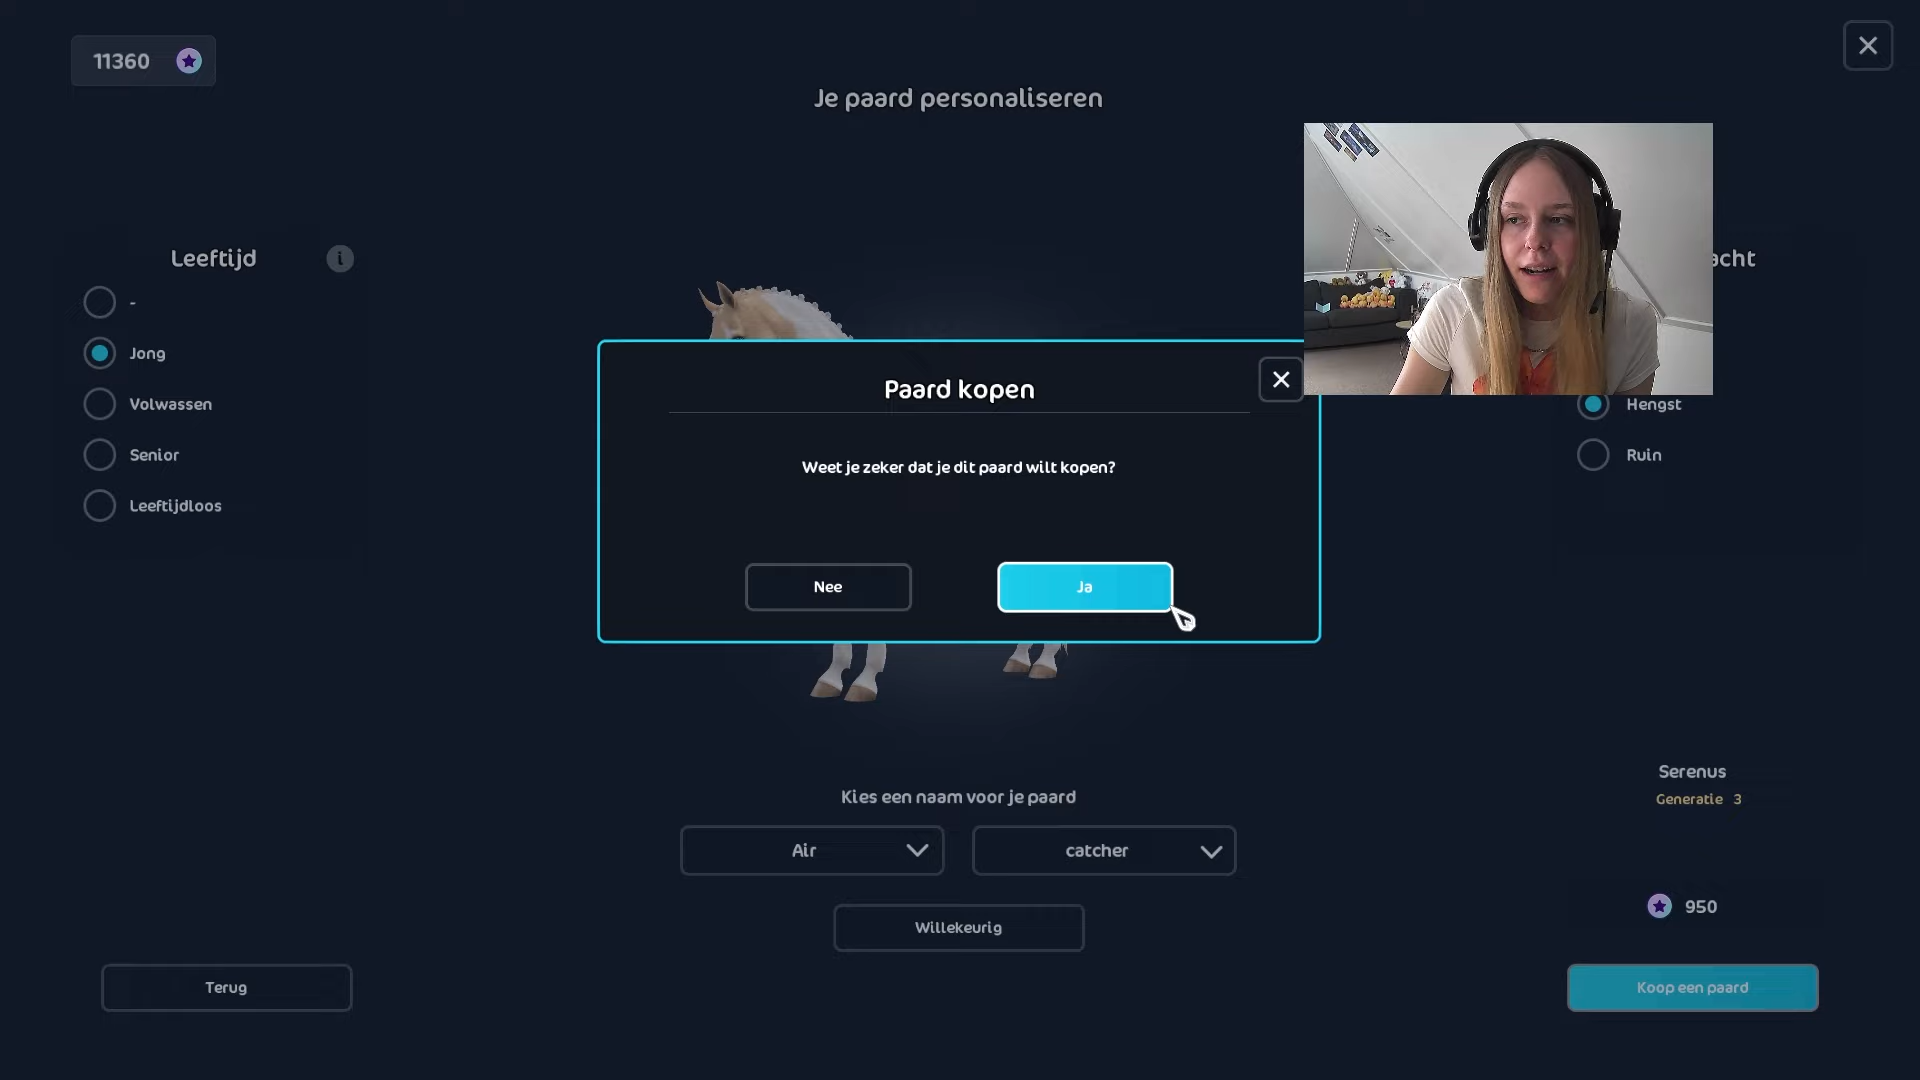 11360
Je paard personaliseren
Leeftijd
i
-
Jong
Volwassen
Senior
Leeftijdloos
acht
Hengst
Ruin
Paard kopen
Weet je zeker dat je dit paard wilt kopen?
Nee
Ja
Serenus
Generatie 3
Kies een naam voor je paard
Air
catcher
Willekeurig
950
Terug
Koop een paard